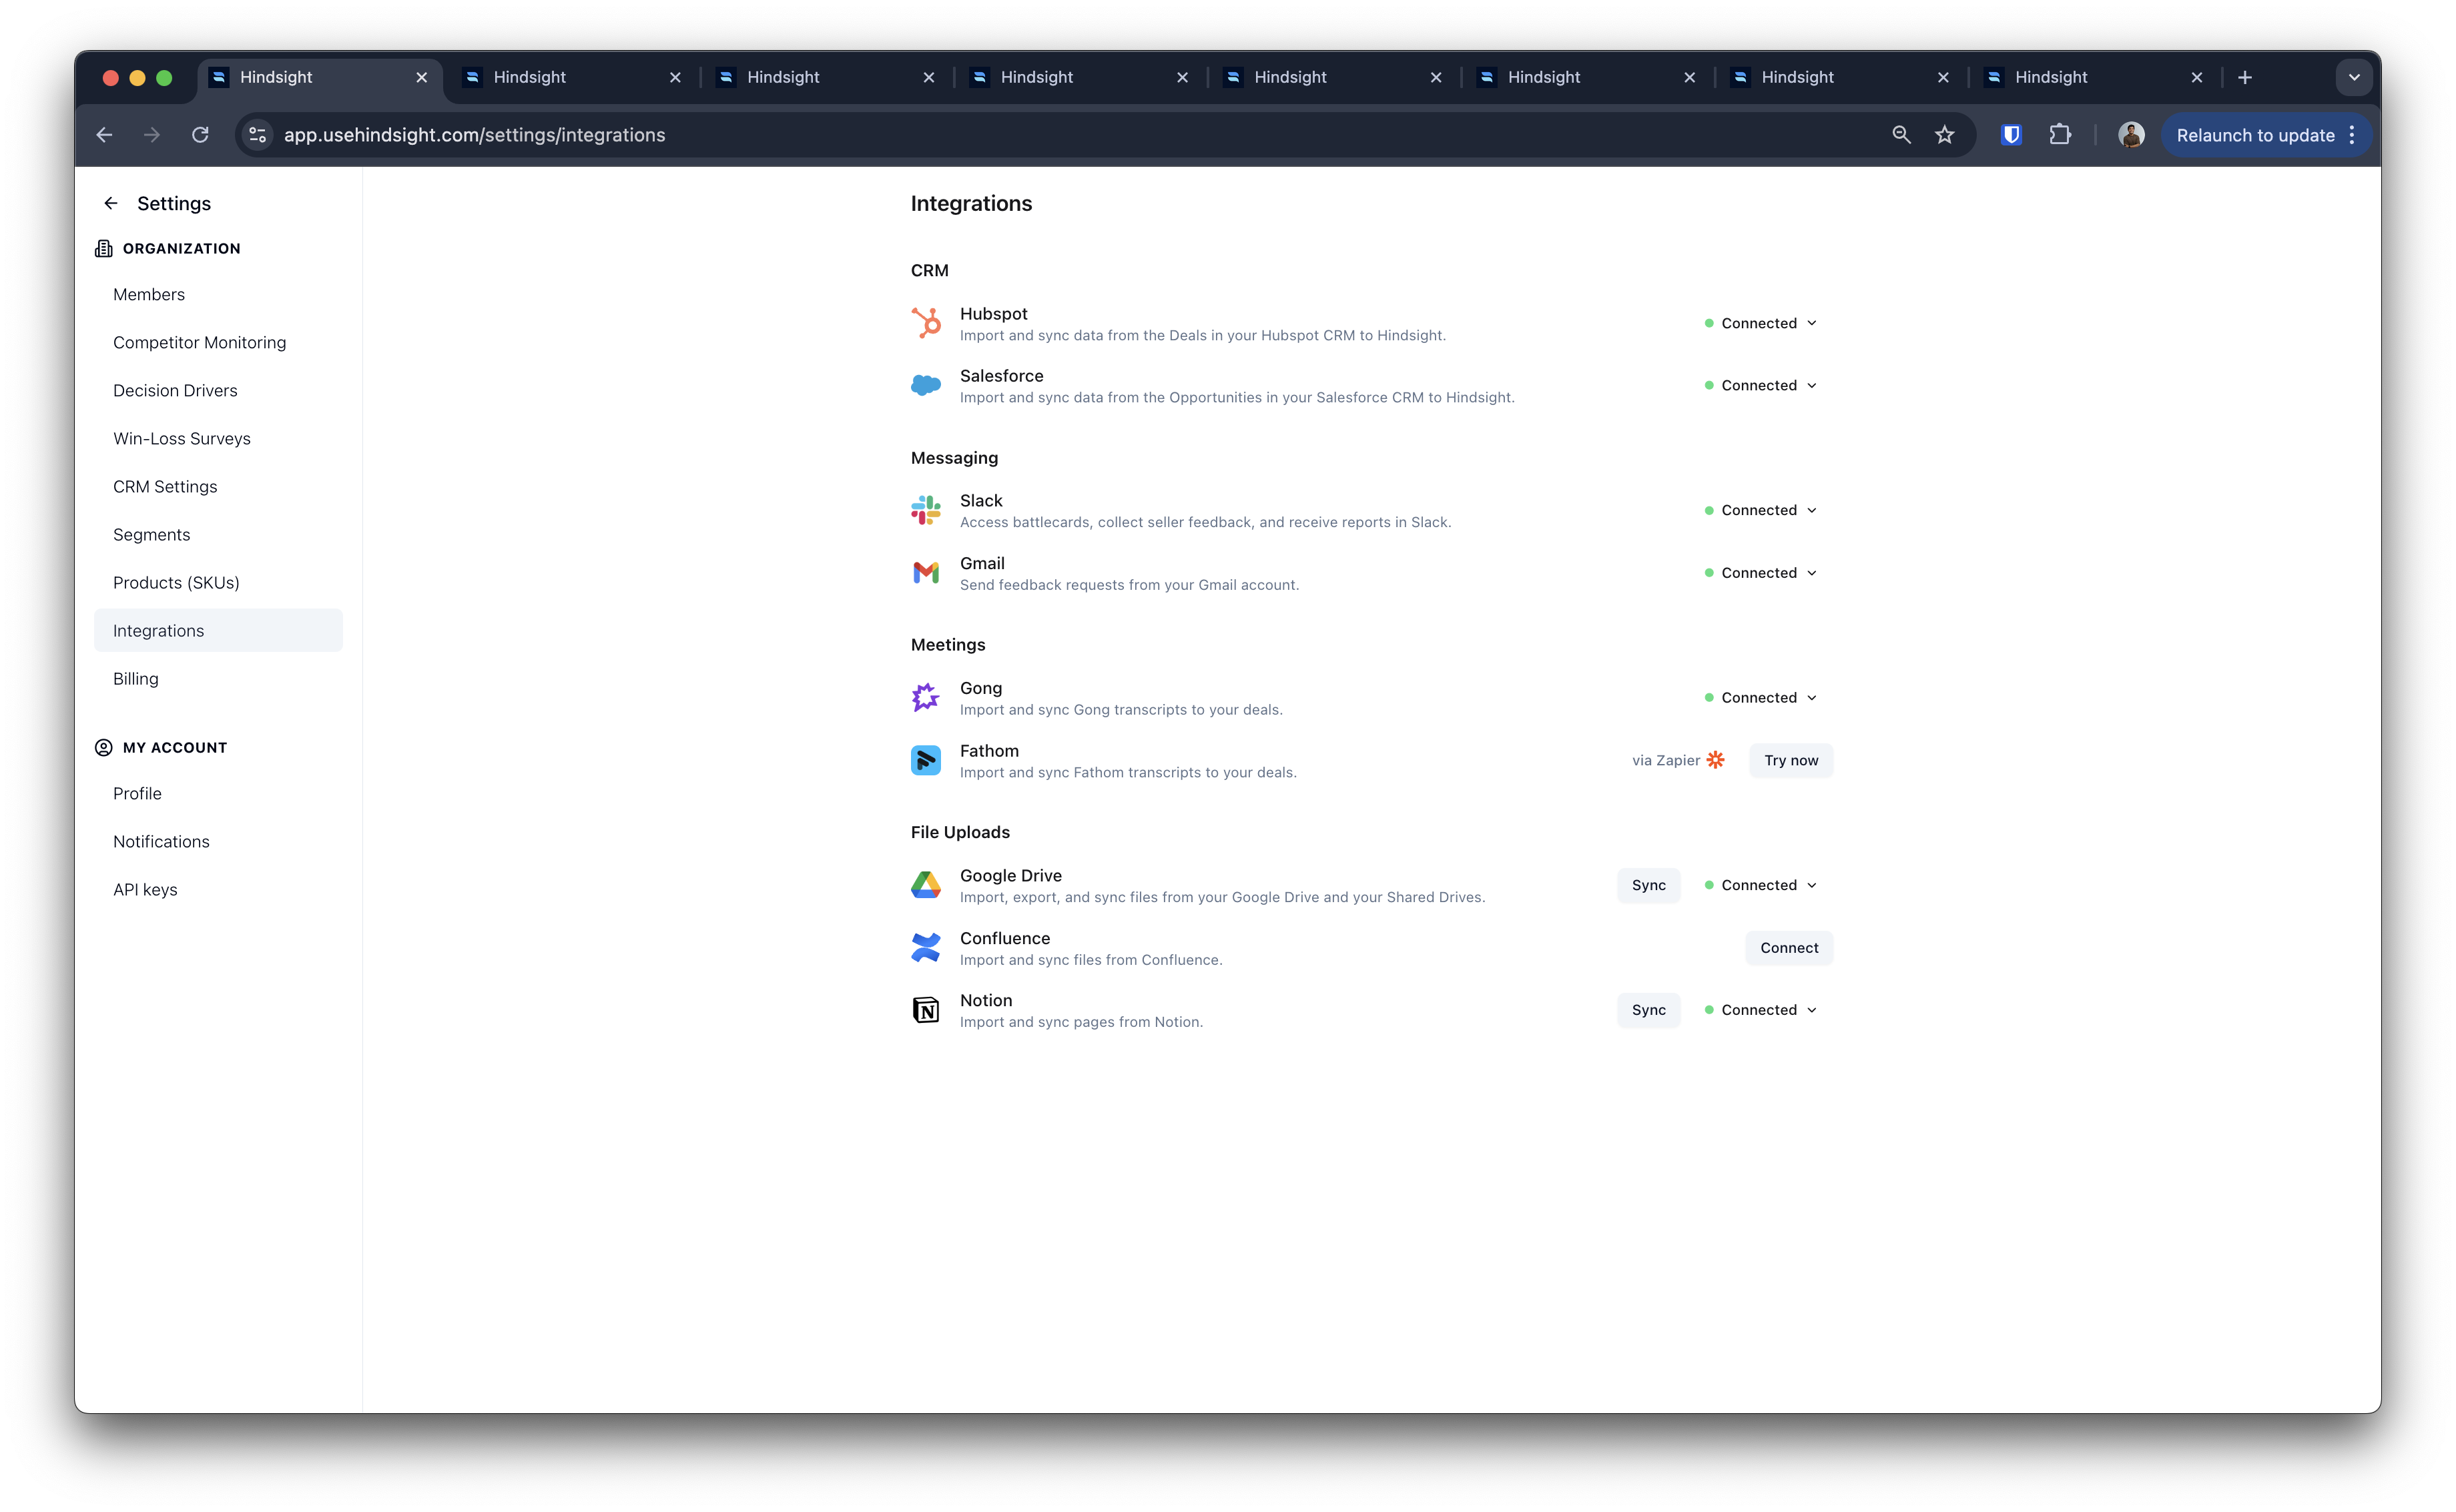 Hindsight
Hindsight
Hindsight
Hindsight
Hindsight
Hindsight
Hindsight
Hindsight
app.usehindsight.com/settings/integrations
Relaunch to update
Settings
ORGANIZATION
Members
Competitor Monitoring
Decision Drivers
Win-Loss Surveys
CRM Settings
Segments
Products (SKUs)
Integrations
Billing
MY ACCOUNT
Profile
Notifications
API keys
Integrations
CRM
Hubspot
Import and sync data from the Deals in your Hubspot CRM to Hindsight.
Connected
Salesforce
Import and sync data from the Opportunities in your Salesforce CRM to Hindsight.
Connected
Messaging
Slack
Access battlecards, collect seller feedback, and receive reports in Slack.
Connected
Gmail
Send feedback requests from your Gmail account.
Connected
Meetings
Gong
Import and sync Gong transcripts to your deals.
Connected
Fathom
Import and sync Fathom transcripts to your deals.
via Zapier
Try now
File Uploads
Google Drive
Import, export, and sync files from your Google Drive and your Shared Drives.
Sync
Connected
Confluence
Import and sync files from Confluence.
Connect
Notion
Import and sync pages from Notion.
Sync
Connected